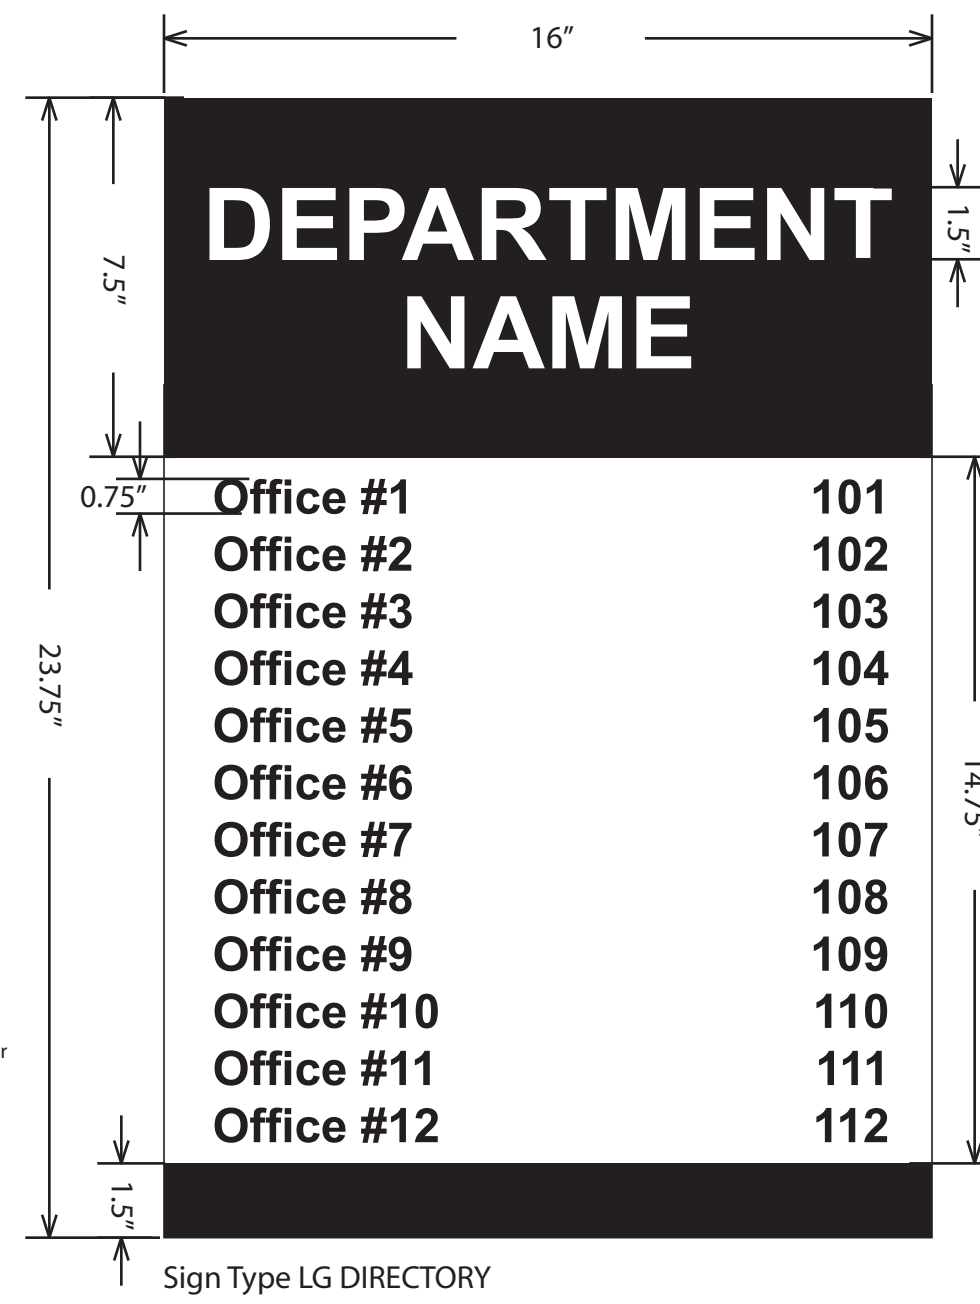 16”
DEPARTMENT
NAME
1.5”
7.5”
0.75”
Office #1 101
Office #2 102
Office #3 103
Office #4 104
Office #5 105
Office #6 106
Office #7 107
Office #8 108
Office #9 109
Office #10 110
Office #11 111
Office #12 112
23.75”
14.75”
r
1.5”
Sign Type LG DIRECTORY